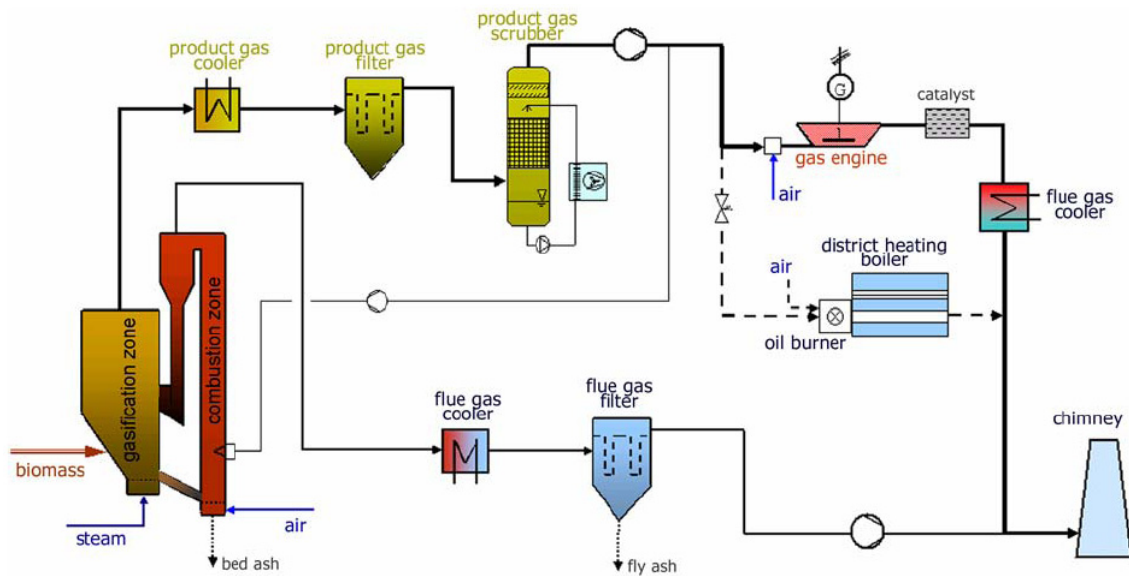 product gas
cooler
product gas
filter
product gas
scrubber
G
catalyst
gas engine
air
flue gas
cooler
district heating
boiler
air
oil burner
gasification zone
combustion zone
flue gas
cooler
flue gas
filter
chimney
biomass
steam
air
bed ash
fly ash